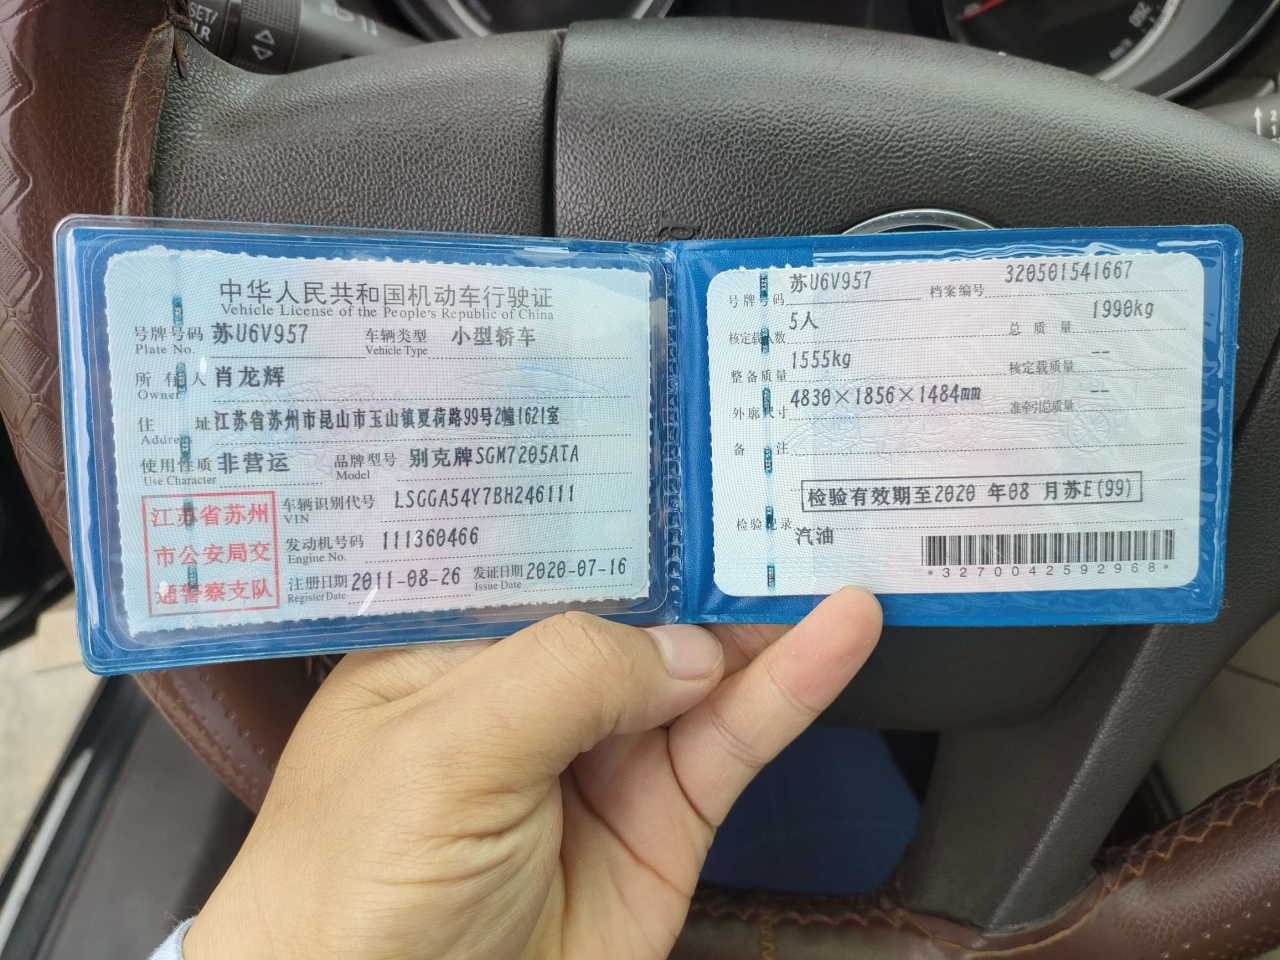 SET/
中华人民共和国机动车行驶证
Vehicle License of the People's Republic of China
号牌号码 苏U6V957 车辆类型 小型轿车
Plate No. Vehicle Type
所有人 肖龙辉
Owner
住址 江苏省苏州市昆山市玉山镇夏荷路99号2幢1621室
Address
使用性质 非营运 品牌型号 别克牌SGM7205ATA
Use Character Model
江苏省苏州
市公安局交
通警察支队
车辆识别代号 LSGGA54Y7BH246111
VIN
发动机号码 111360466
Engine No.
注册日期 2011-08-26 发证日期 2020-07-16
Register Date Issue Date
号牌号码 苏U6V957 档案编号 320501541667
核定载人数 5人 总质量 1990kg
整备质量 1555kg 核定载质量 --
外廓尺寸 4830×1856×1484mm 准牵引总质量 --
备注
检验有效期至2020 年08 月苏E(99)
检验记录
汽油
*3270042592968*